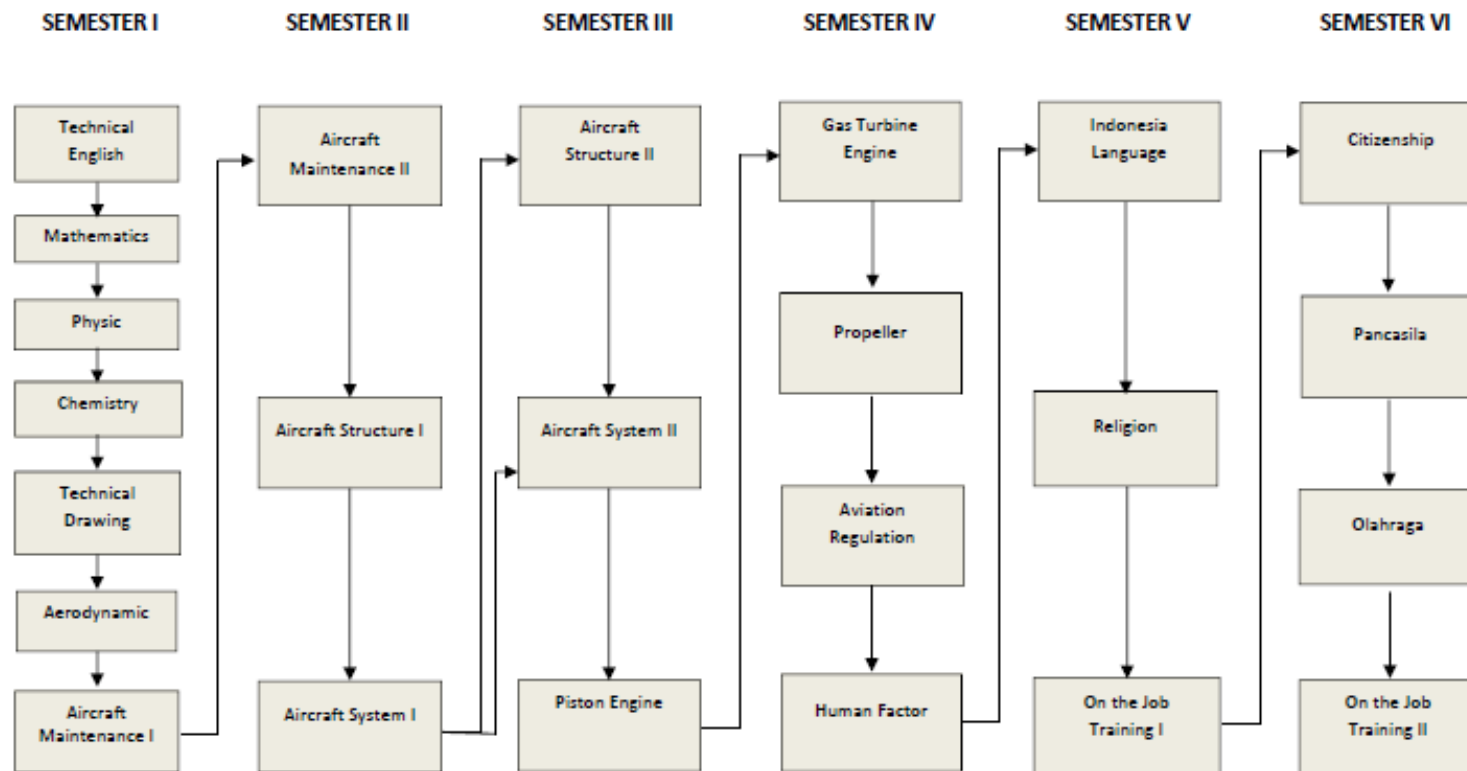 SEMESTER I
SEMESTER II
SEMESTER III
SEMESTER IV
SEMESTER V
SEMESTER VI
Technical
English
Mathematics
Physic
Chemistry
Technical
Drawing
Aerodynamic
Aircraft
Maintenance I
Aircraft
Maintenance II
Aircraft Structure I
Aircraft System I
Aircraft
Structure II
Aircraft System II
Piston Engine
Gas Turbine
Engine
Propeller
Aviation
Regulation
Human Factor
Indonesia
Language
Religion
On the Job
Training I
Citizenship
Pancasila
Olahraga
On the Job
Training II